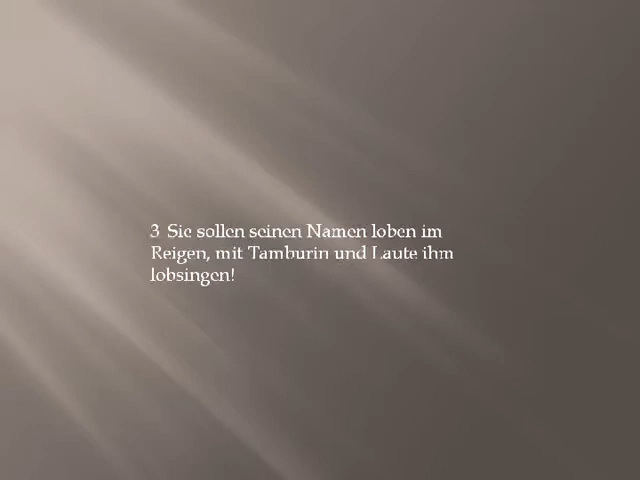 3 Sie sollen seinen Namen loben im
Reigen, mit Tamburin und Laute ihm
lobsingen!